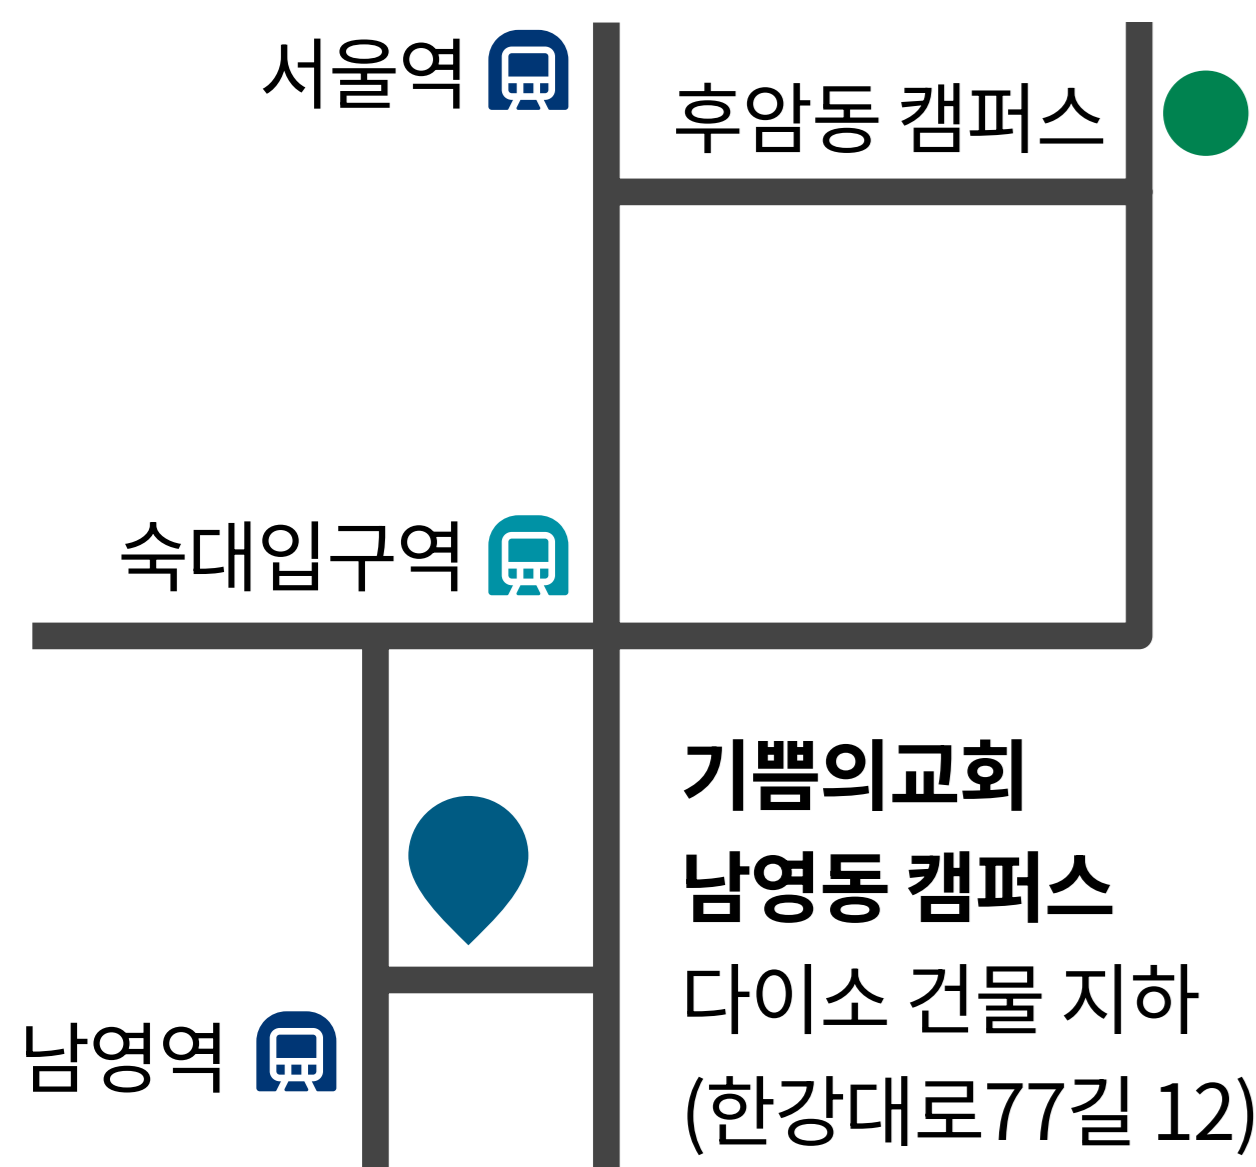 서울역
후암동 캠퍼스
숙대입구역
기쁨의교회
남영동 캠퍼스
다이소 건물 지하
남영역
(한강대로77길 12)